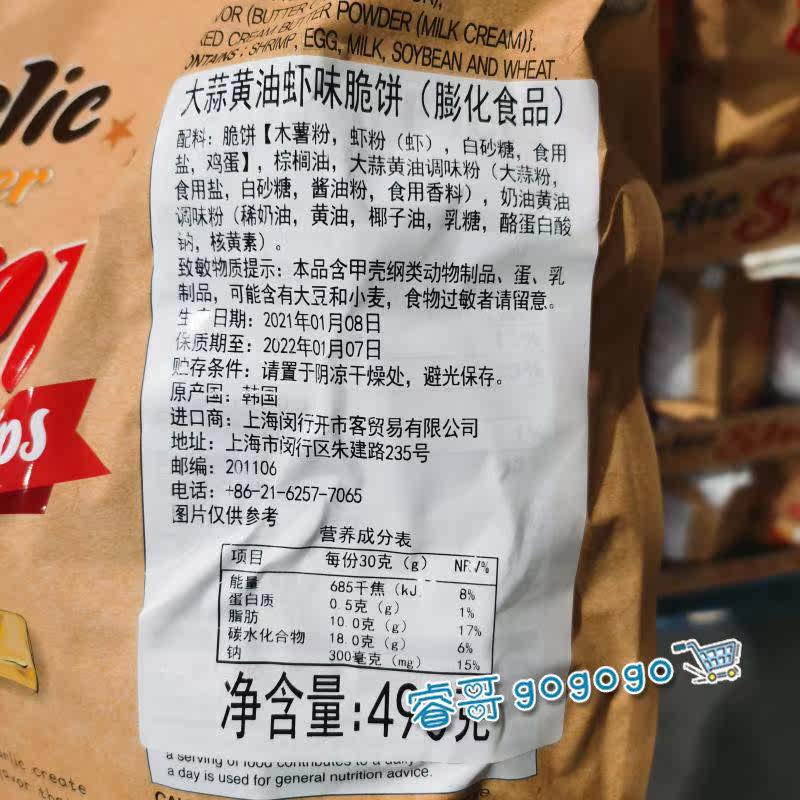 VOR (BUTTER
POWDER (MILK CREAM)}.
ED CREAM BUTTER
ONTAINS : SHRIMP, EGG, MILK, SOYBEAN AND WHEAT.
lic
大蒜黄油虾味脆饼（膨化食品）
配料：脆饼【木薯粉，虾粉（虾），白砂糖，食用
盐，鸡蛋】，棕榈油，大蒜黄油调味粉（大蒜粉，
食用盐，白砂糖，酱油粉，食用香料），奶油黄油
调味粉（稀奶油，黄油，椰子油，乳糖，酪蛋白酸
钠，核黄素）。
致敏物质提示：本品含甲壳纲类动物制品、蛋、乳
制品，可能含有大豆和小麦，食物过敏者请留意。
生产日期：2021年01月08日
保质期至：2022年01月07日
贮存条件：请置于阴凉干燥处，避光保存。
原产国：韩国
进口商：上海闵行开市客贸易有限公司
地址：上海市闵行区朱建路235号
邮编：201106
电话：+86-21-6257-7065
图片仅供参考
营养成分表
项目 每份30克（g） NRV%
能量 685千焦（kJ 8%
蛋白质 0.5克（g） 1%
脂肪 10.0克（g） 17%
碳水化合物 18.0克（g） 6%
钠 300毫克（mg） 15%
净含量:49 克
睿哥 gogogo
a day is used for general nutrition advice.